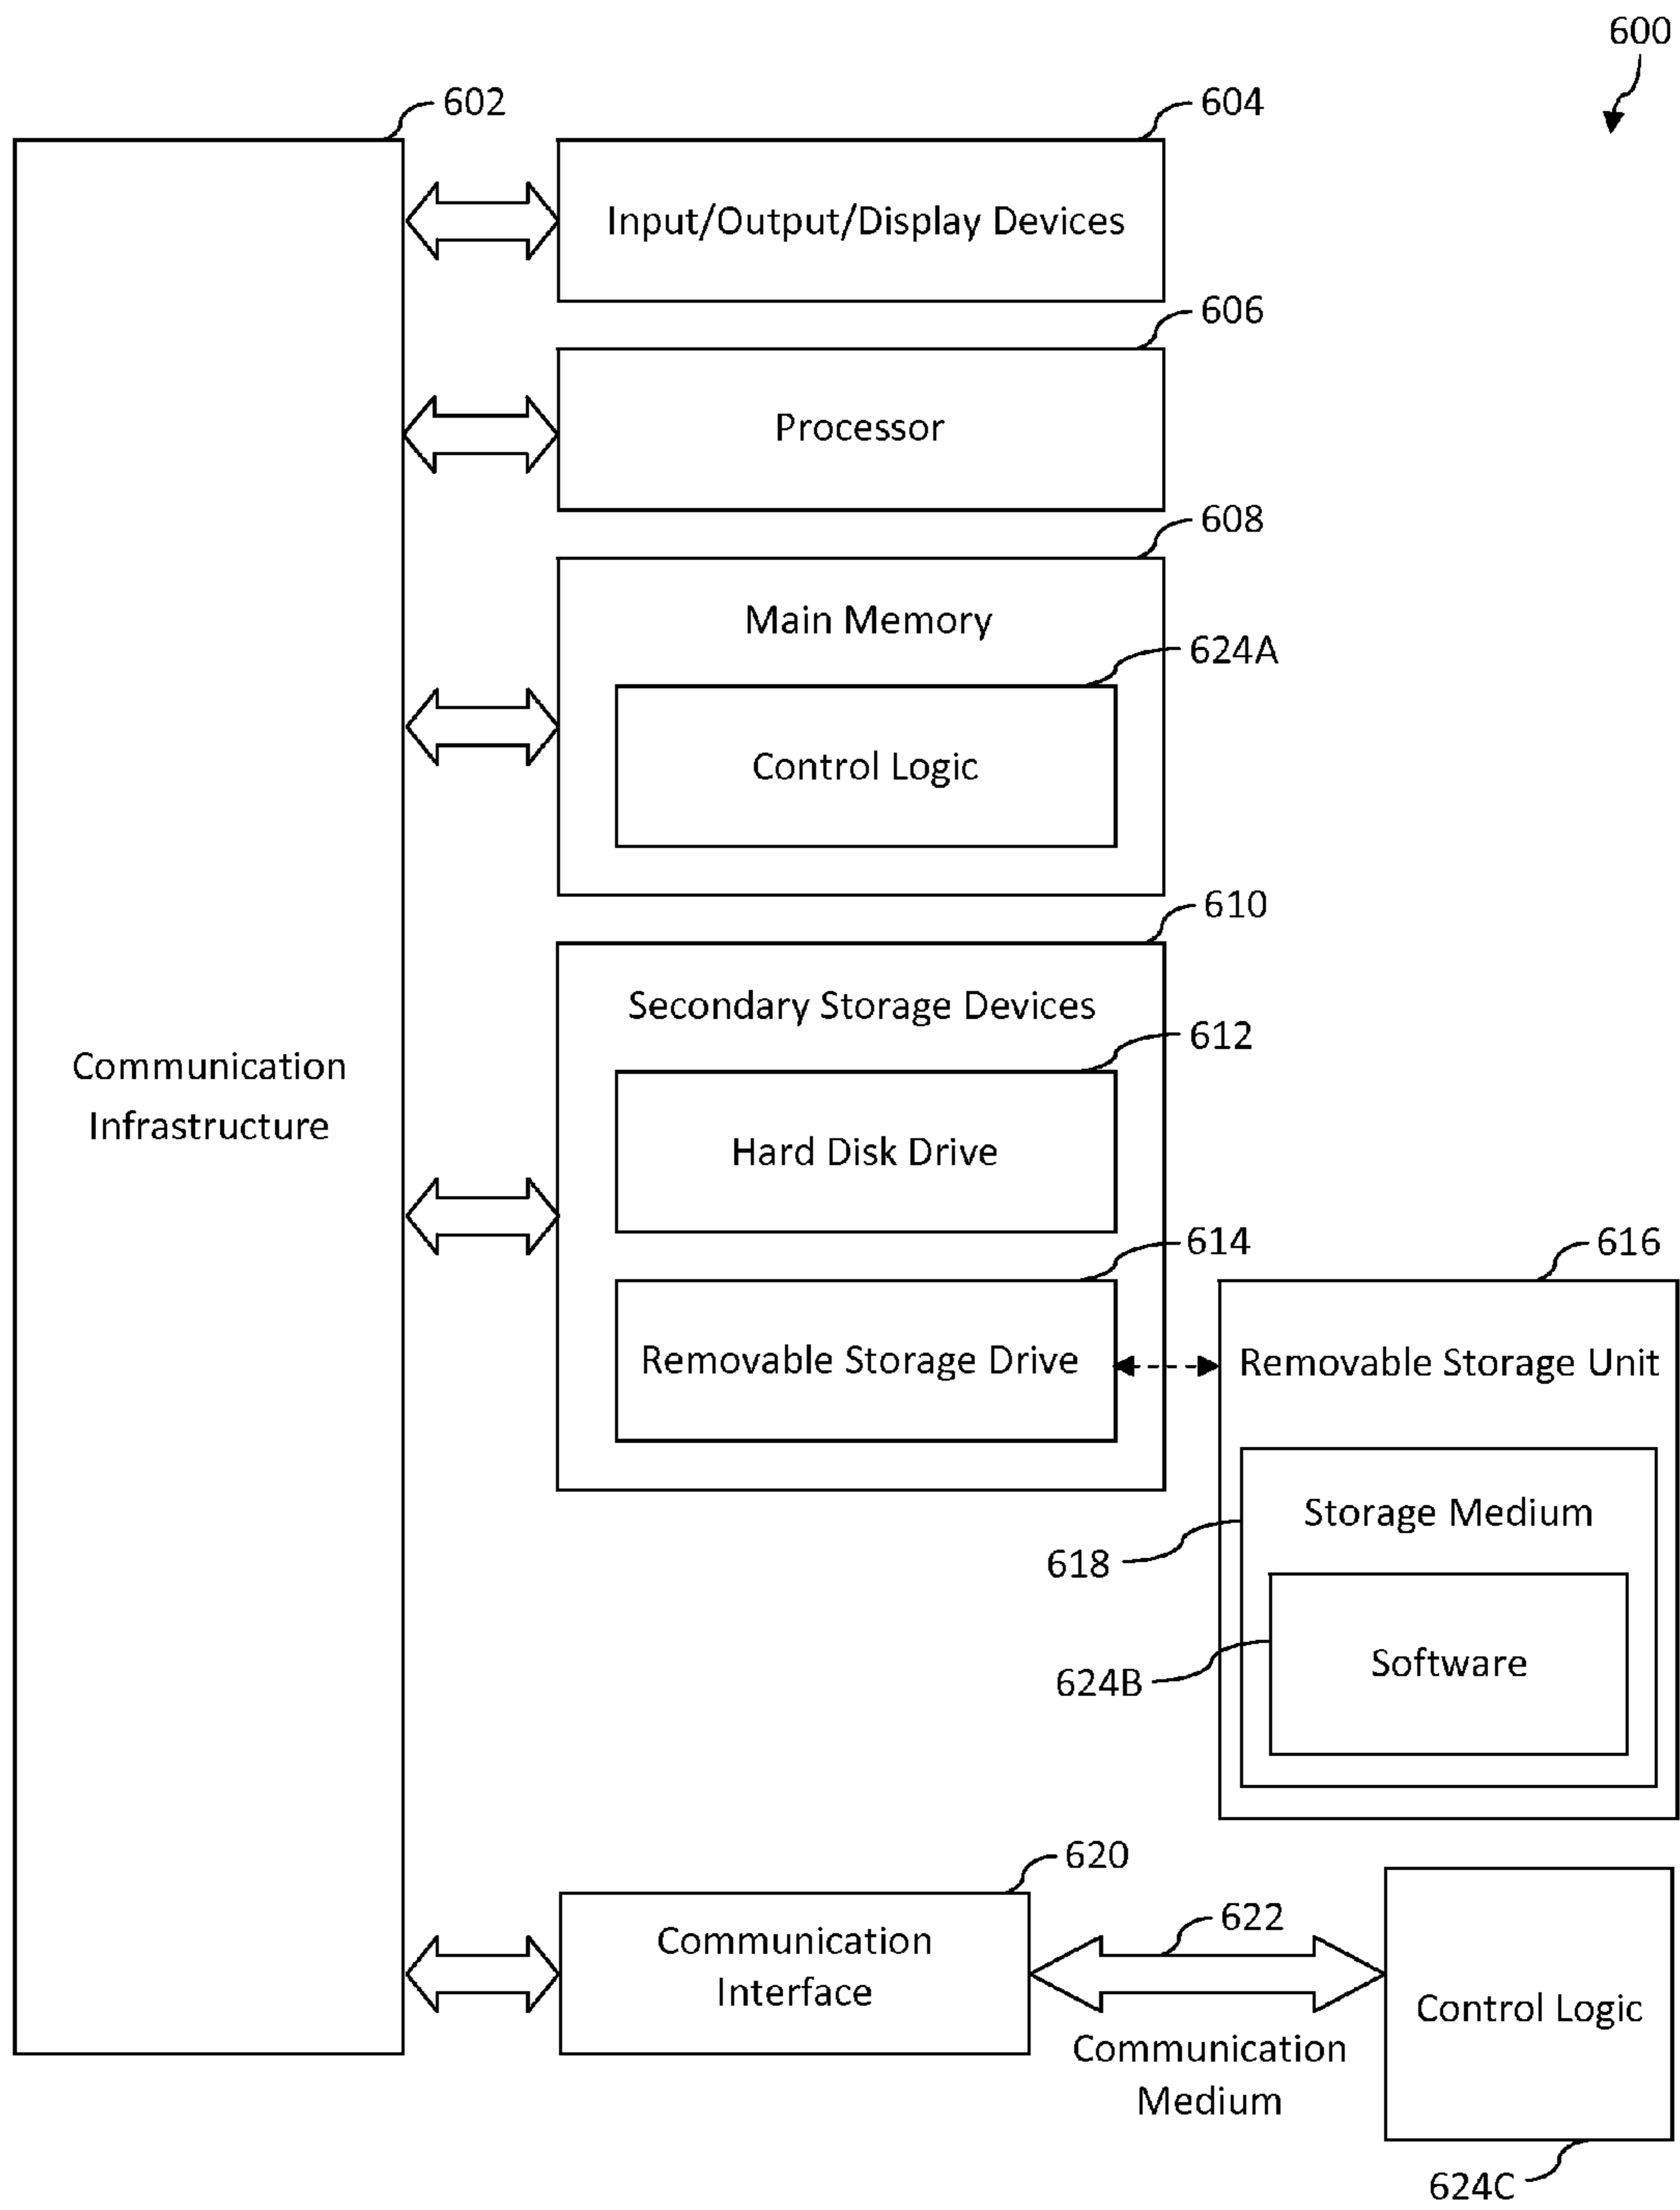 600
602
604
Input/Output/Display Devices
606
Processor
608
Main Memory
624A
Control Logic
610
Secondary Storage Devices
612
Communication
Infrastructure
Hard Disk Drive
614
616
Removable Storage Drive
Removable Storage Unit
Storage Medium
618
Software
624B
620
622
Communication
Interface
Control Logic
Communication
Medium
624C